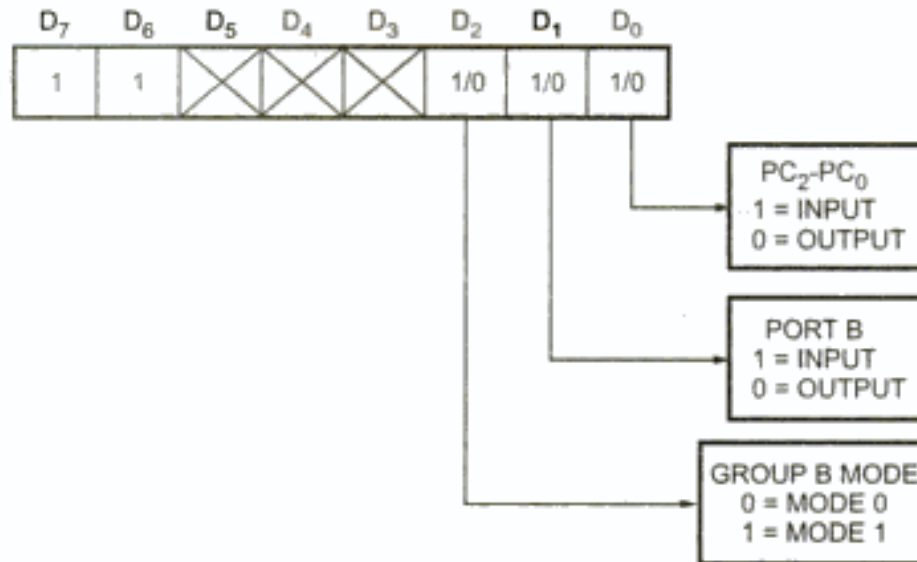 D7 D6 D5 D4 D3 D2 D1 D0
1 1 1/0 1/0 1/0
PC2-PC0
1 = INPUT
0 = OUTPUT
PORT B
1 = INPUT
0 = OUTPUT
GROUP B MODE
0 = MODE 0
1 = MODE 1